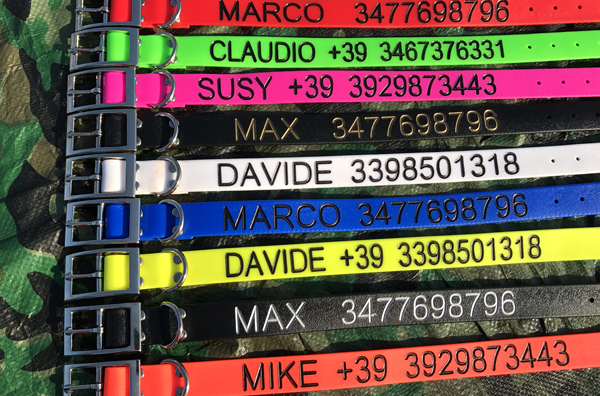 MARCO 3477698796
CLAUDIO +39 3467376331
SUSY +39 3929873443
MAX 3477698796
DAVIDE 3398501318
MARCO 3477698796
DAVIDE +39 3398501318
MAX 3477698796
MIKE +39 3929873443